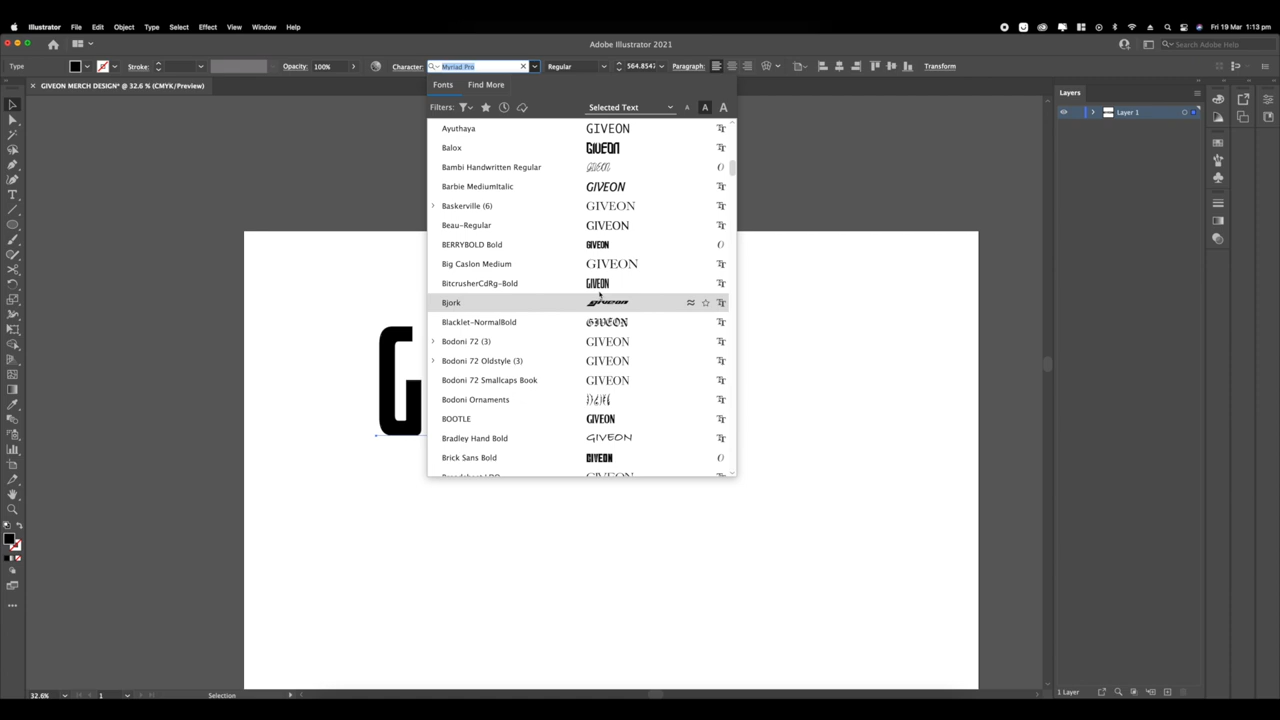 Illustrator File Edit Object Type Select Effect View Window Help Fri 19 Mar 1:13 pm
Adobe Illustrator 2021 Search Adobe Help
Type Stroke: Opacity: 100% Character: Myriad Pro Regular 564.854 Paragraph: Transform
× GIVEON MERCH DESIGN* @ 32.6 % (CMYK/Preview)
Fonts Find More
Layers
Filters: Selected Text A A A
Layer 1
Ayuthaya GIVEON
Balox GIVEON
Bambi Handwritten Regular GIVEON
Barbie MediumItalic GIVEON
Baskerville (6) GIVEON
Beau-Regular GIVEON
BERRYBOLD Bold GIVEON
Big Caslon Medium GIVEON
BitcrusherCdRg-Bold GIVEON
Bjork Giveon
Blacklet-NormalBold GIVEON
Bodoni 72 (3) GIVEON
Bodoni 72 Oldstyle (3) GIVEON
Bodoni 72 Smallcaps Book GIVEON
Bodoni Ornaments
BOOTLE GIVEON
Bradley Hand Bold GIVEON
Brick Sans Bold GIVEON
G
32.6% 1 Selection 1 Layer